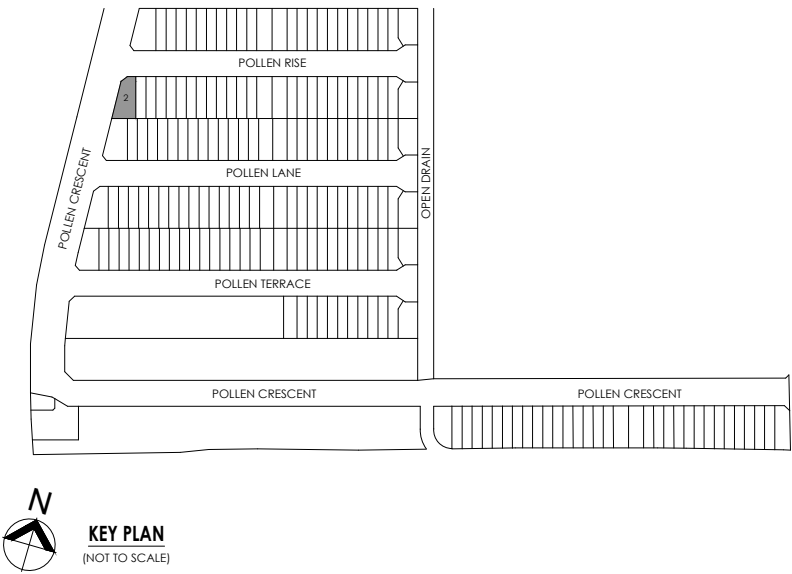 POLLEN RISE
2
POLLEN CRESCENT
OPEN DRAIN
POLLEN LANE
POLLEN TERRACE
POLLEN CRESCENT
POLLEN CRESCENT
N
KEY PLAN
(NOT TO SCALE)